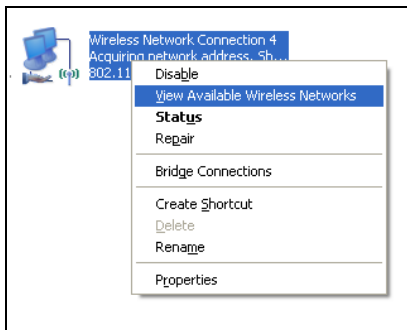 Wireless Network Connection 4
Acquiring network address, Sh...
802.11
Disable
View Available Wireless Networks
Status
Repair
Bridge Connections
Create Shortcut
Delete
Rename
Properties